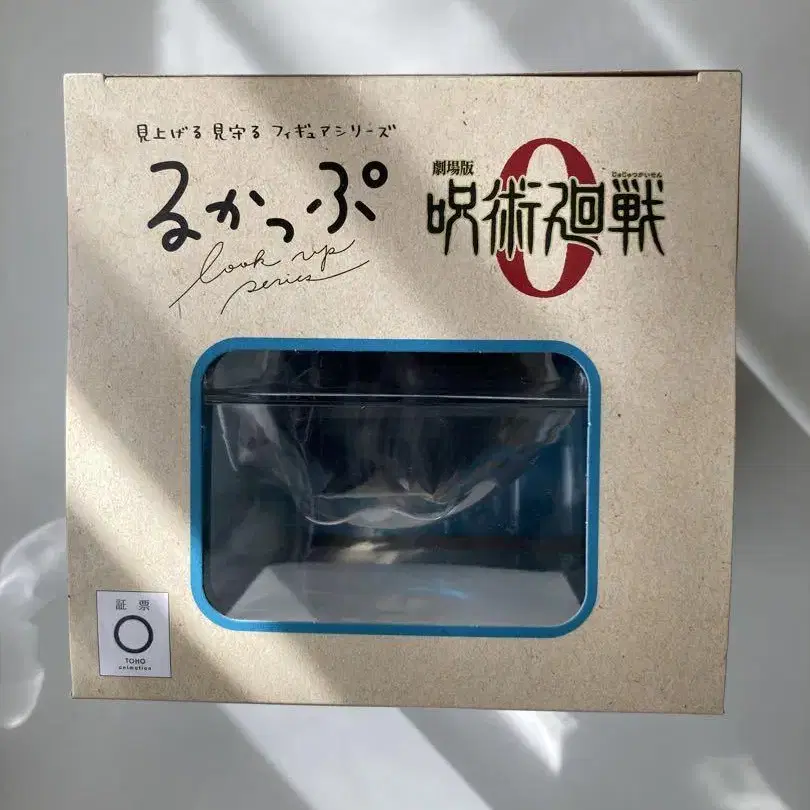 見上げる 見守る フィギュアシリーズ
るかっぷ
look up
series
劇場版
じゅじゅつかいせん
呪術廻戦
0
証票
TOHO
animation